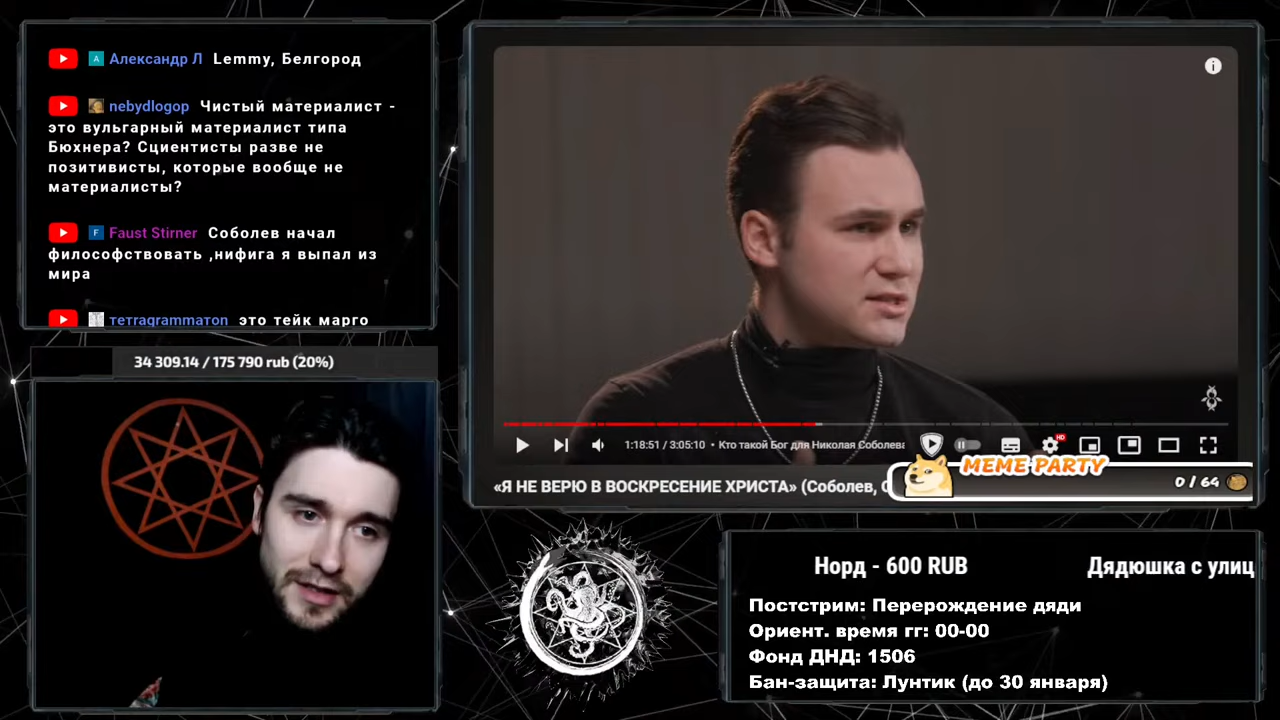 A Александр Л Lemmy, Белгород
nebydlogop Чистый материалист -
это вульгарный материалист типа
Бюхнера? Сциентисты разве не
позитивисты, которые вообще не
материалисты?
F Faust Stirner Соболев начал
философствовать ,нифига я выпал из
мира
тетrагrаmmатоn это тейк марго
34 309.14 / 175 790 rub (20%)
1:18:51 / 3:05:10 • Кто такой Бог для Николая Соболева
HD
«Я НЕ ВЕРЮ В ВОСКРЕСЕНИЕ ХРИСТА» (Соболев, С
MEME PARTY
0 / 64
Норд - 600 RUB Дядюшка с улиц
Постстрим: Перерождение дяди
Ориент. время гг: 00-00
Фонд ДНД: 1506
Бан-защита: Лунтик (до 30 января)